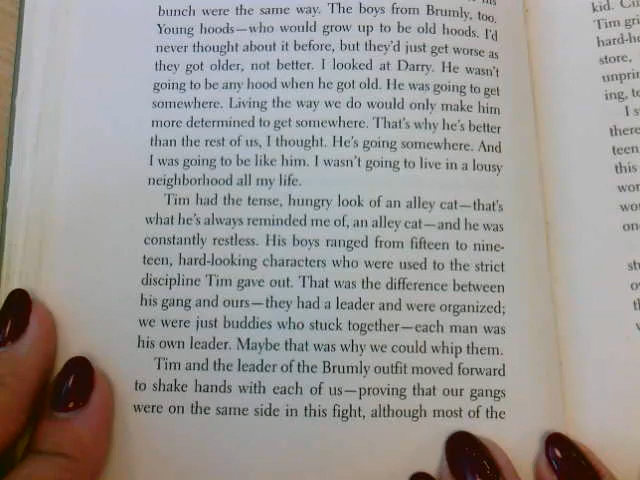 his
bunch were the same way. The boys from Brumly, too.
Young hoods—who would grow up to be old hoods. I'd
never thought about it before, but they'd just get worse as
they got older, not better. I looked at Darry. He wasn't
going to be any hood when he got old. He was going to get
somewhere. Living the way we do would only make him
more determined to get somewhere. That's why he's better
than the rest of us, I thought. He's going somewhere. And
I was going to be like him. I wasn't going to live in a lousy
neighborhood all my life.
Tim had the tense, hungry look of an alley cat—that's
what he's always reminded me of, an alley cat—and he was
constantly restless. His boys ranged from fifteen to nine-
teen, hard-looking characters who were used to the strict
discipline Tim gave out. That was the difference between
his gang and ours—they had a leader and were organized;
we were just buddies who stuck together—each man was
his own leader. Maybe that was why we could whip them.
Tim and the leader of the Brumly outfit moved forward
to shake hands with each of us—proving that our gangs
were on the same side in this fight, although most of the
kid.
Tim
hard-
store,
ing,
I
there
teen
this